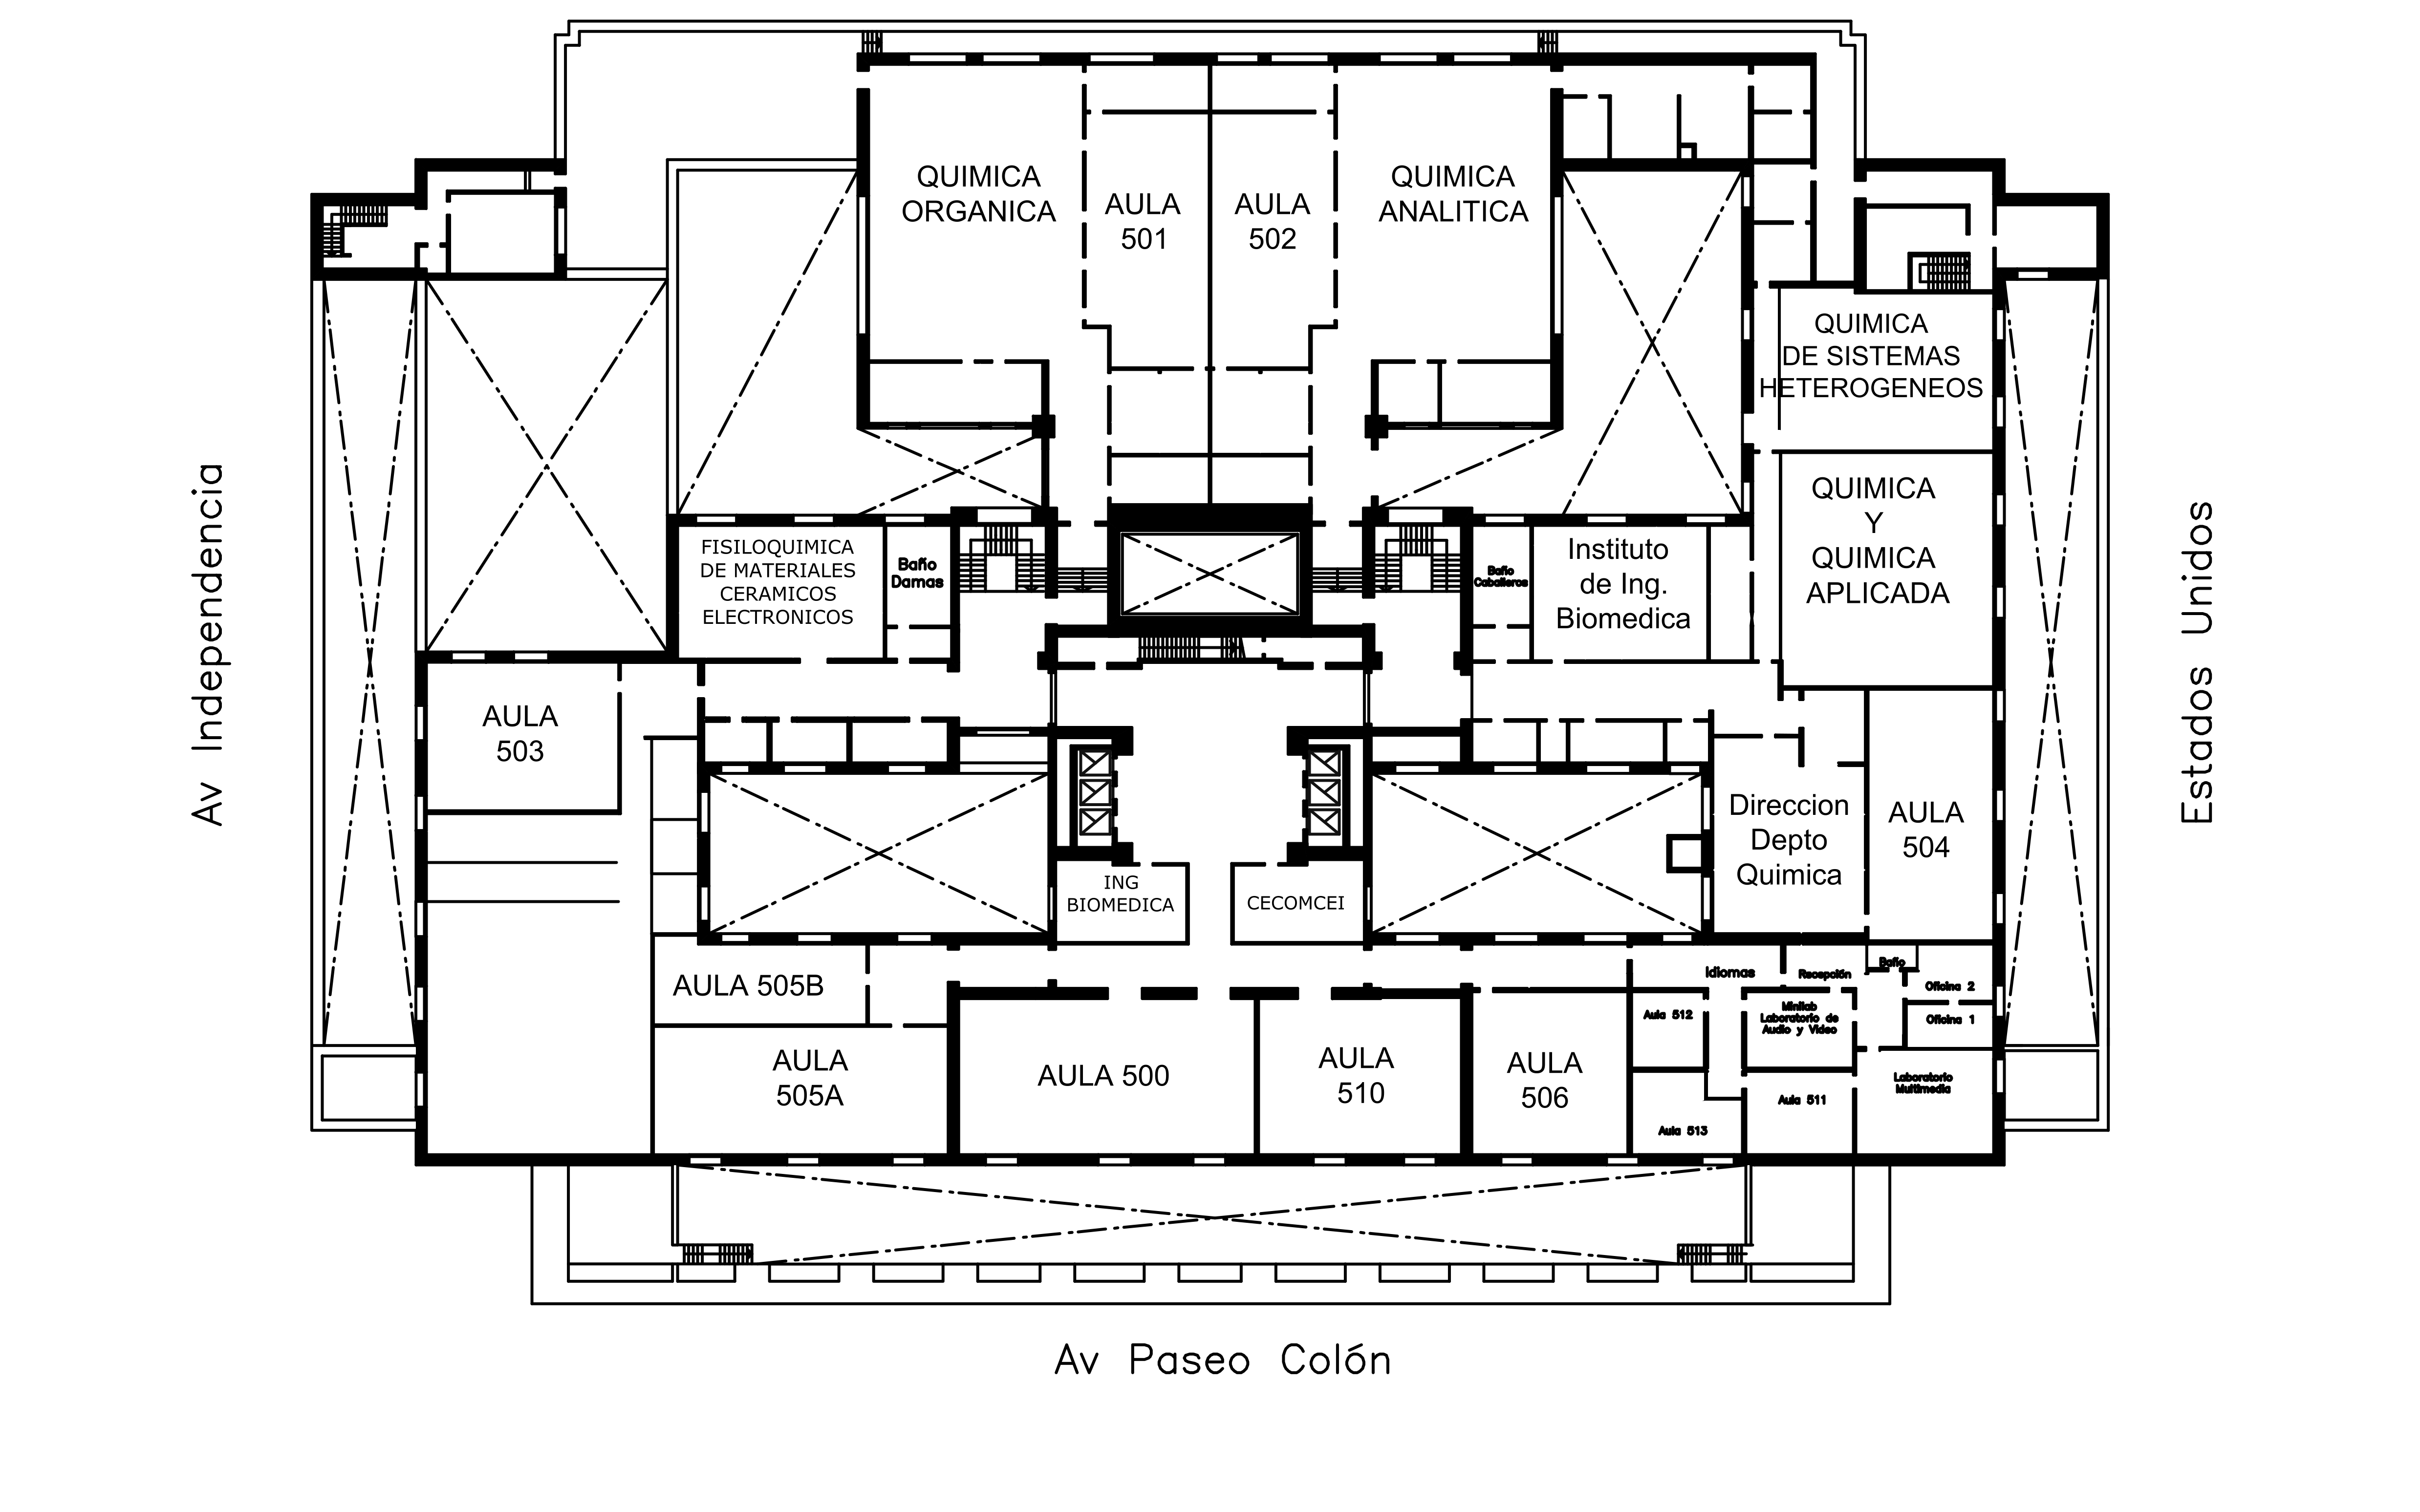 QUIMICA
ORGANICA
AULA
501
AULA
502
QUIMICA
ANALITICA
QUIMICA
DE SISTEMAS
HETEROGENEOS
QUIMICA
Y
QUIMICA
APLICADA
FISILOQUIMICA
DE MATERIALES
CERAMICOS
ELECTRONICOS
Baño
Damas
Baño
Caballeros
Instituto
de Ing.
Biomedica
Av Independencia
Estados Unidos
AULA
503
Direccion
Depto
Quimica
AULA
504
ING
BIOMEDICA
CECOMCEI
AULA 505B
AULA
505A
AULA 500
AULA
510
AULA
506
Idiomas
Recepción
Baño
Oficina 2
Oficina 1
Aula 512
Minilab
Laboratorio de
Audio y Video
Laboratorio
Multimedia
Aula 511
Aula 513
Av Paseo Colón